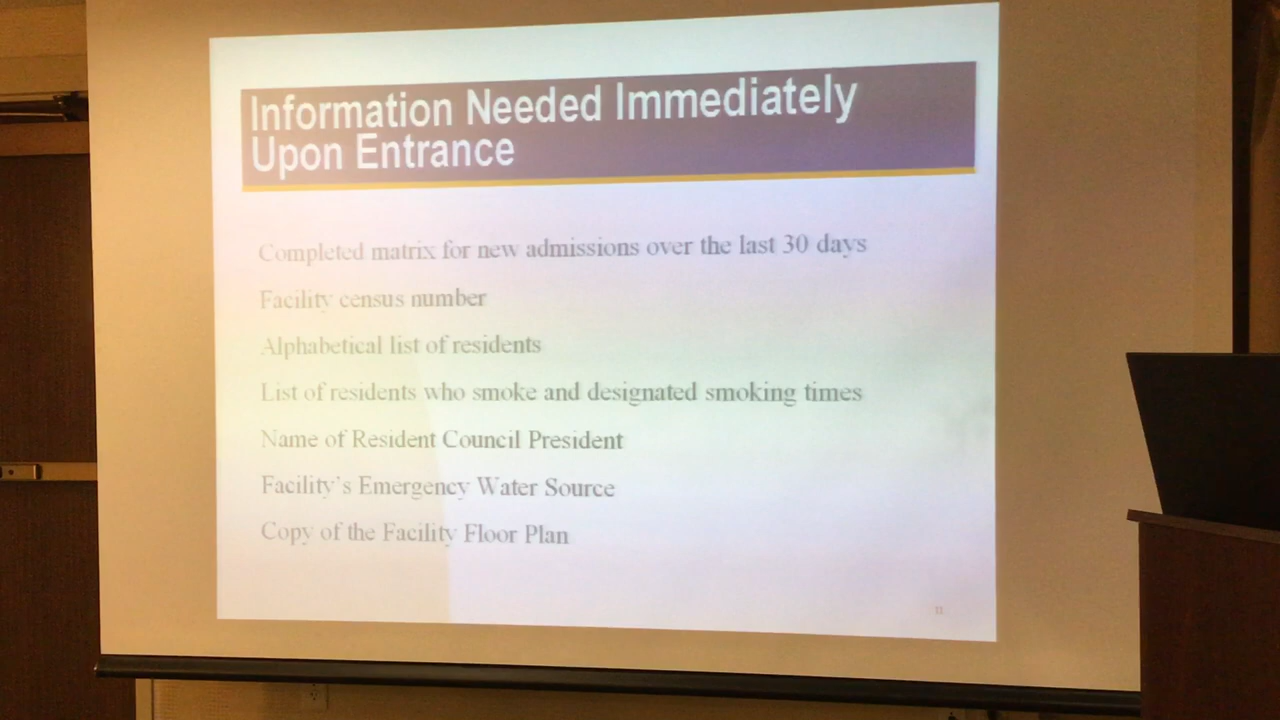 Information Needed Immediately
Upon Entrance
Completed matrix for new admissions over the last 30 days
Facility census number
Alphabetical list of residents
List of residents who smoke and designated smoking times
Name of Resident Council President
Facility's Emergency Water Source
Copy of the Facility Floor Plan
11